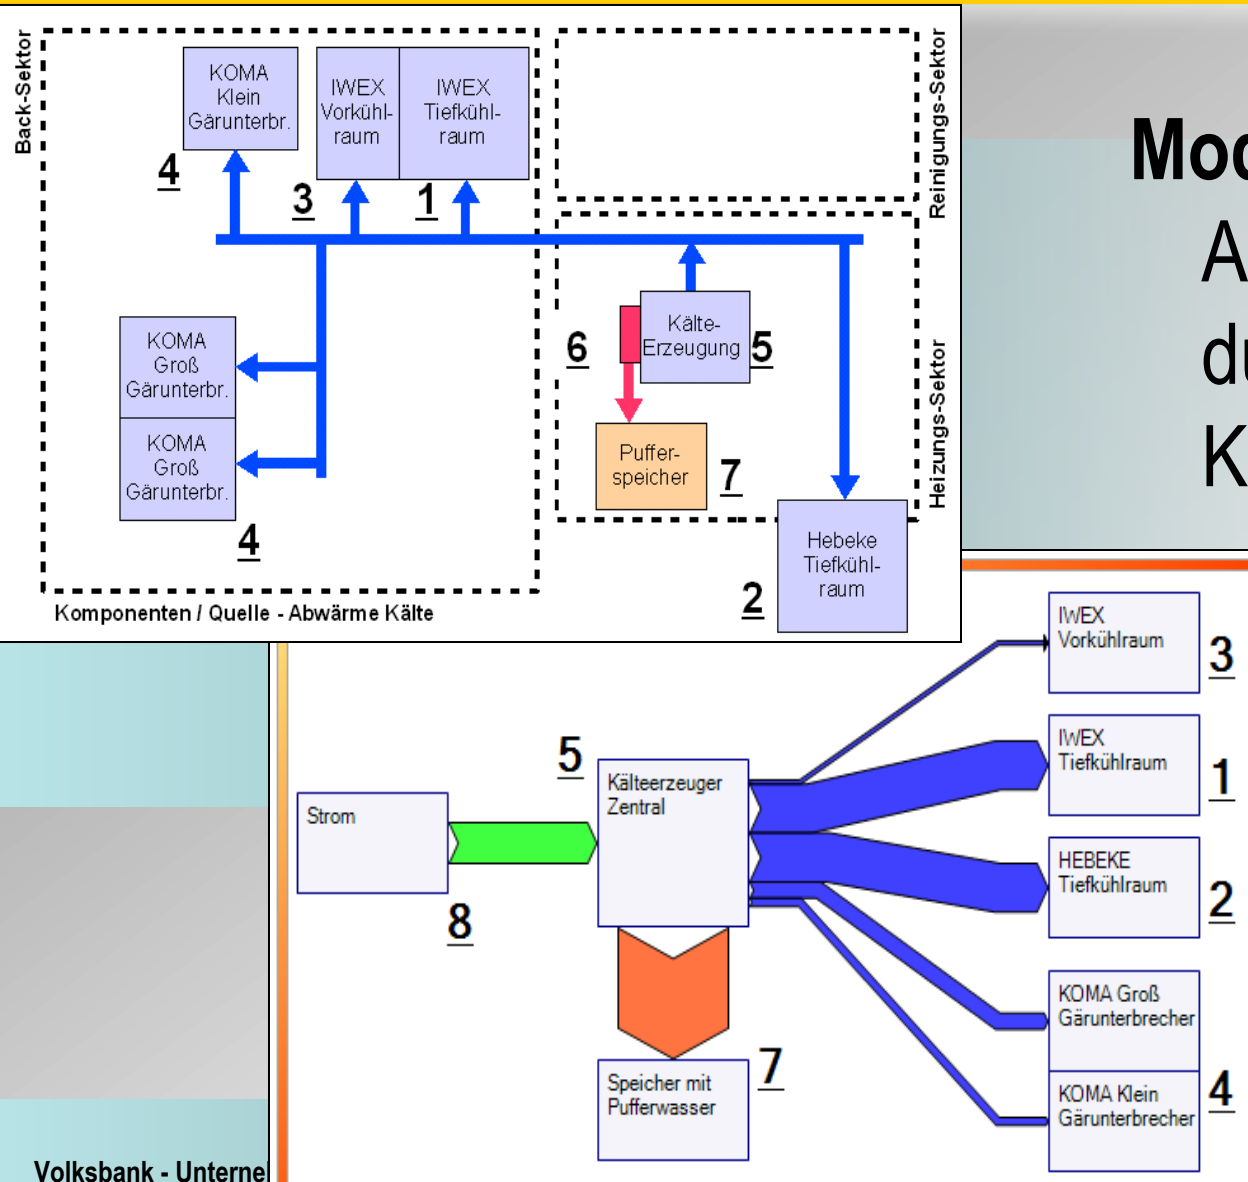 Back-Sektor
KOMA
Klein
Gärunterbr.
4
IWEX
Vorkühl-
raum
3
IWEX
Tiefkühl-
raum
1
Reinigungs-Sektor
KOMA
Groß
Gärunterbr.
KOMA
Groß
Gärunterbr.
4
Kälte-
Erzeugung
5
6
Puffer-
speicher
7
Heizungs-Sektor
Hebeke
Tiefkühl-
raum
2
Komponenten / Quelle - Abwärme Kälte
IWEX
Vorkühlraum
3
IWEX
Tiefkühlraum
1
HEBEKE
Tiefkühlraum
2
KOMA Groß
Gärunterbrecher
KOMA Klein
Gärunterbrecher
4
5
Kälteerzeuger
Zentral
Strom
8
Speicher mit
Pufferwasser
7
Volksbank -